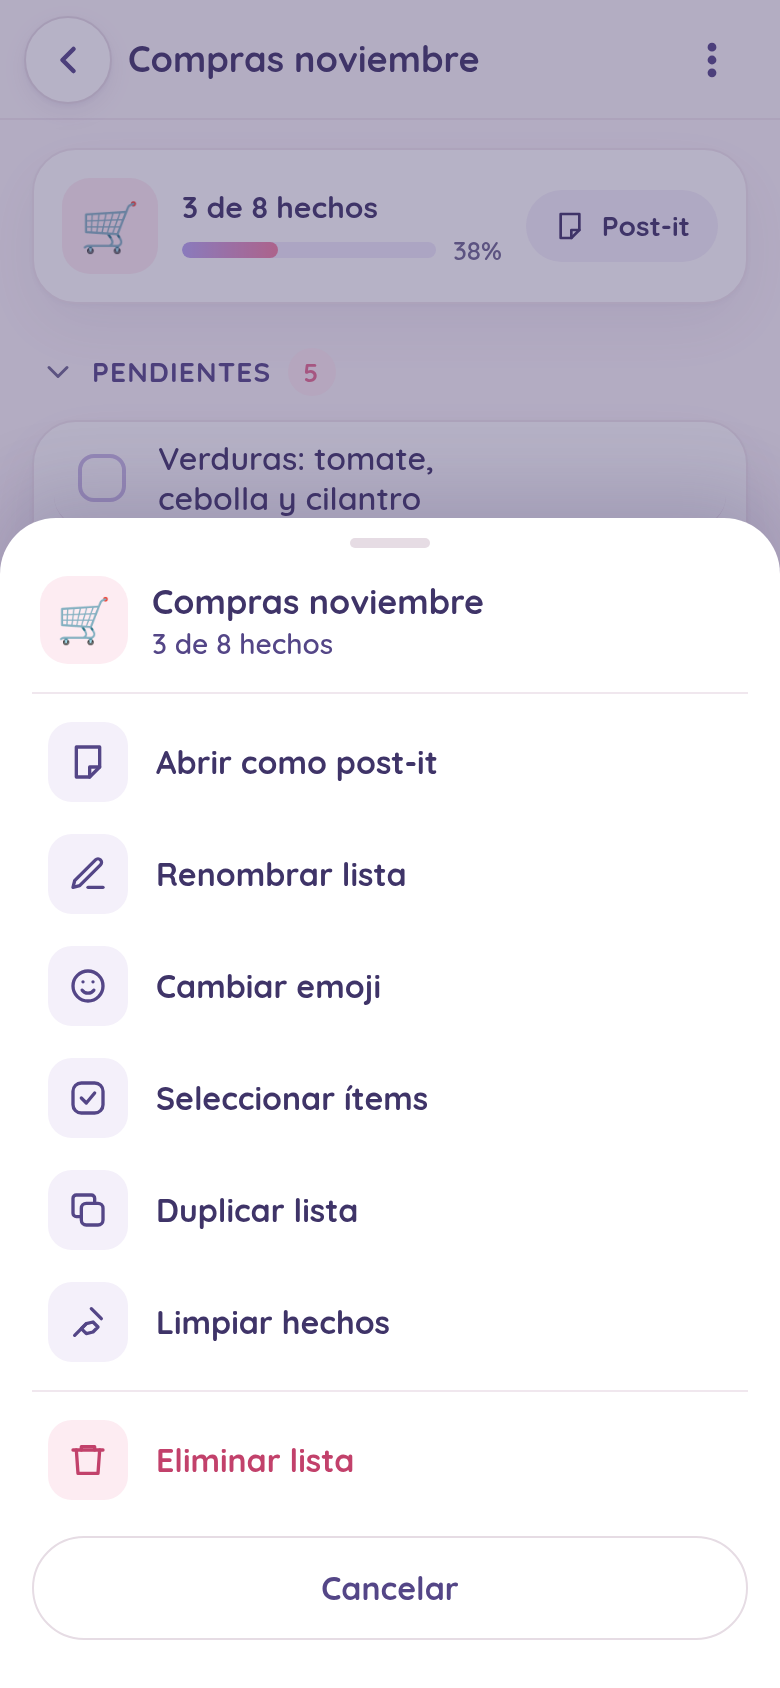 Compras noviembre
3 de 8 hechos
38%
Post-it
PENDIENTES 5
Verduras: tomate,
cebolla y cilantro
Compras noviembre
3 de 8 hechos
Abrir como post-it
Renombrar lista
Cambiar emoji
Seleccionar ítems
Duplicar lista
Limpiar hechos
Eliminar lista
Cancelar